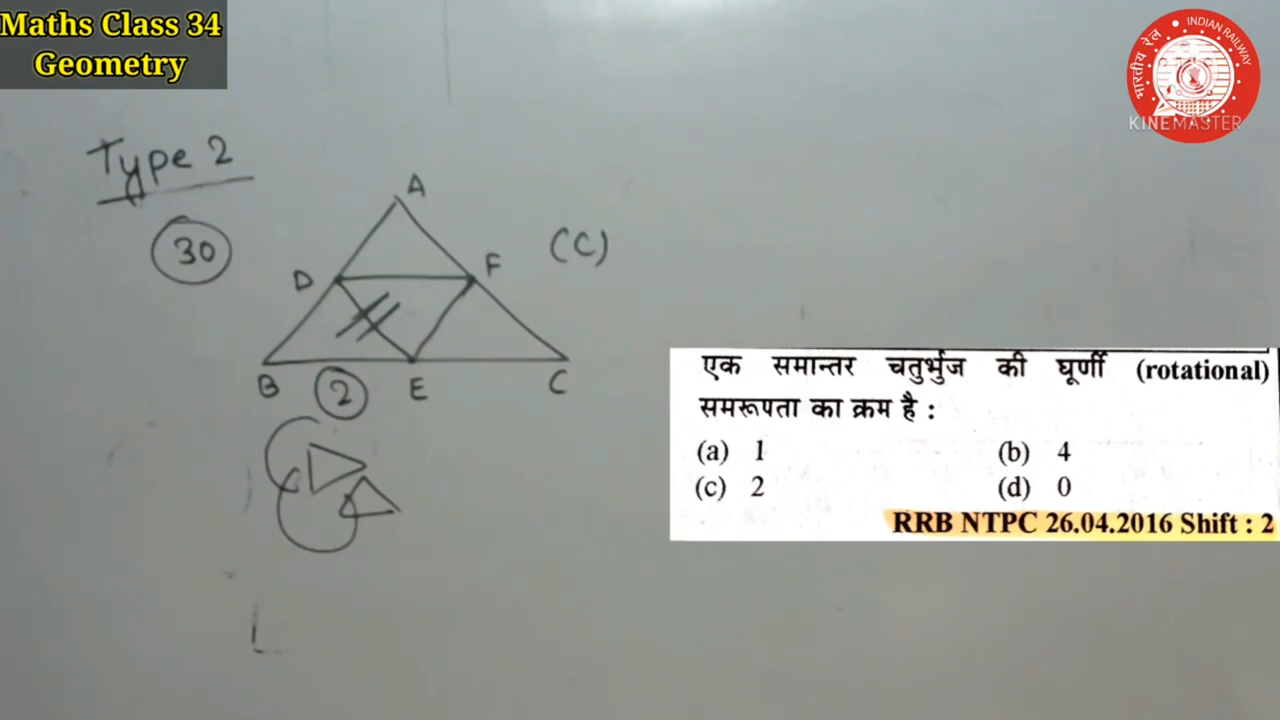 Maths Class 34
Geometry
भारतीय रेल • INDIAN RAILWAY
KINEMASTER
Type 2
30
A
D
F
(C)
B
2
E
C
एक समान्तर चतुर्भुज की घूर्णी (rotational)
समरूपता का क्रम है :
(a) 1
(b) 4
(c) 2
(d) 0
RRB NTPC 26.04.2016 Shift : 2